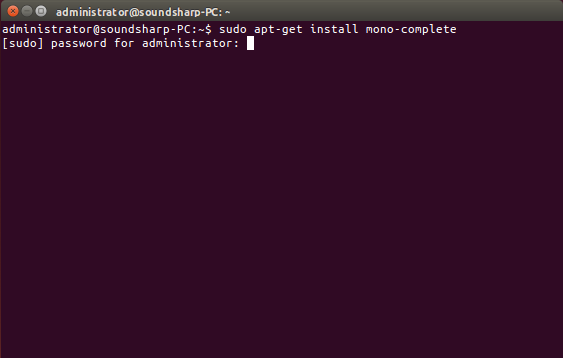 administrator@soundsharp-PC: ~
administrator@soundsharp-PC:~$ sudo apt-get install mono-complete
[sudo] password for administrator: